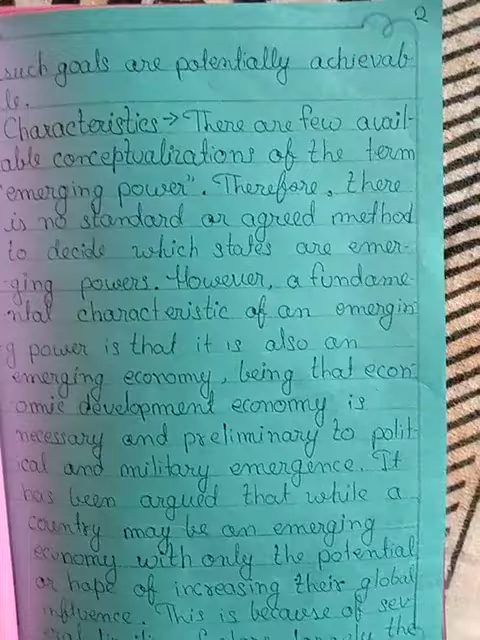 2
such goals are potentially achievab
le.
Characteristics → There are few avail-
able conceptualizations of the term
"emerging power". Therefore, there
is no standard or agreed method
to decide which states are emer-
ging powers. However, a fundame-
ntal characteristic of an emergin
g power is that it is also an
emerging economy, being that econ
omic development economy is
necessary and preliminary to polit-
ical and military emergence. It
has been argued that while a
country may be an emerging
economy with only the potential
or hope of increasing their global
influence. This is because of sev
the